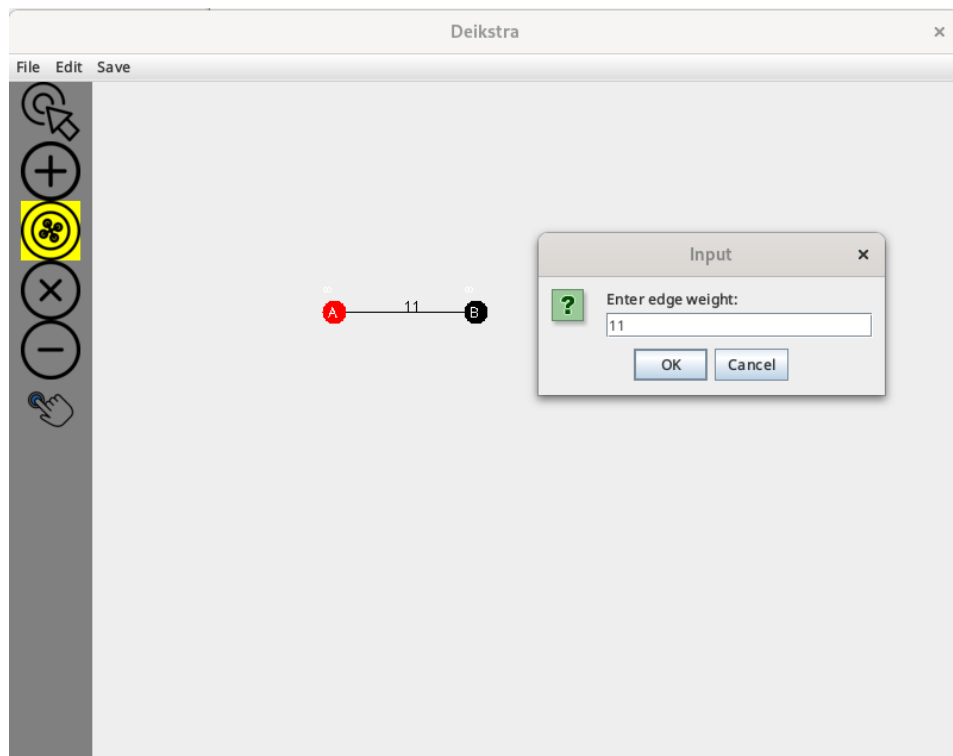 Deikstra
File Edit Save
Input
Enter edge weight:
11
OK Cancel
∞ ∞
A 11 B